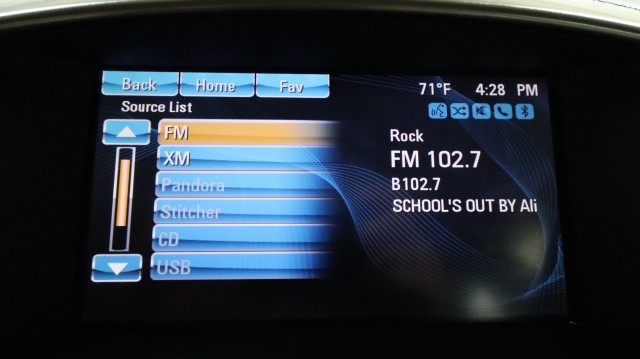 Back Home Fav
71°F 4:28 PM
Source List
FM
XM
Pandora
Stitcher
CD
USB
Rock
FM 102.7
B102.7
SCHOOL'S OUT BY Ali